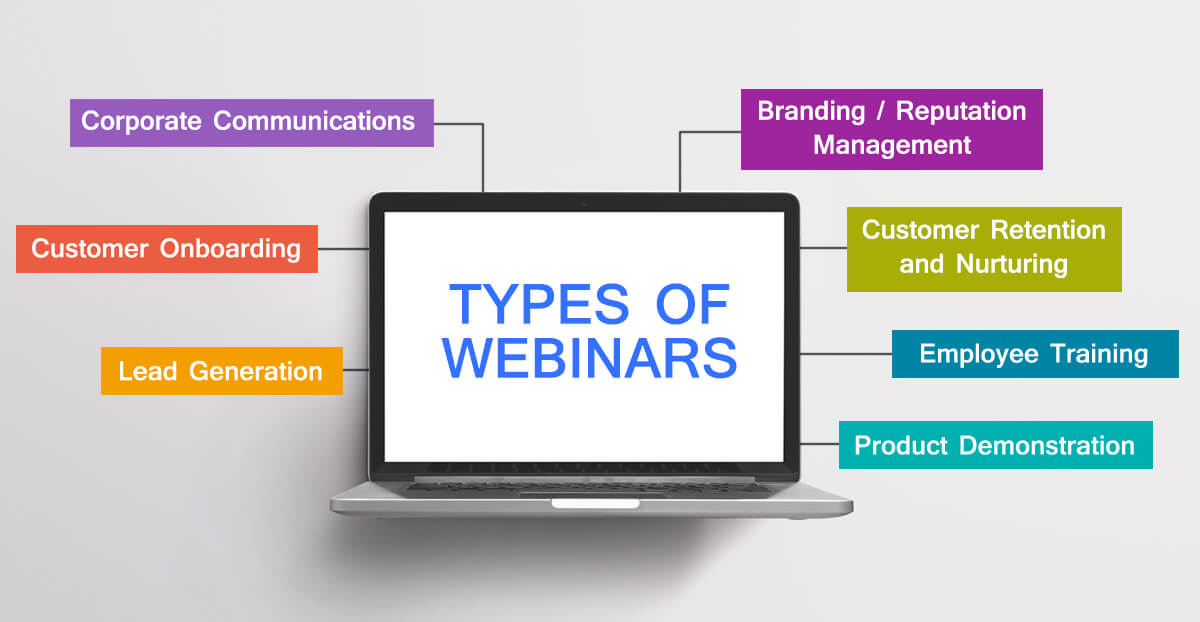 Corporate Communications
Customer Onboarding
Lead Generation
TYPES OF
WEBINARS
Branding / Reputation
Management
Customer Retention
and Nurturing
Employee Training
Product Demonstration